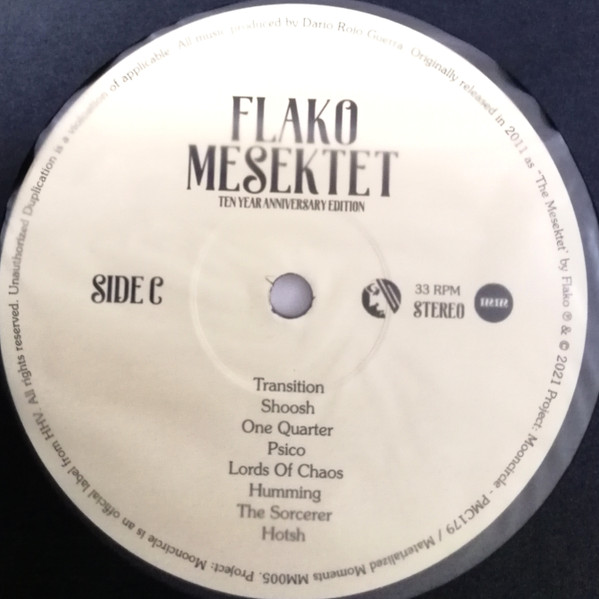 FLAKO
MESEKTET
TEN YEAR ANNIVERSARY EDITION
SIDE C
33 RPM
STEREO
Transition
Shoosh
One Quarter
Psico
Lords Of Chaos
Humming
The Sorcerer
Hotsh
All rights reserved. Unauthorized Duplication is a violation of applicable. All music produced by Dario Rojo Guerra. Originally released in 2011 as "The Mesektet' by Flako ℗ & © 2021 Project: Mooncircle - PMC179 / Materialized Moments MM005. Project: Mooncircle is an official label from HHV.